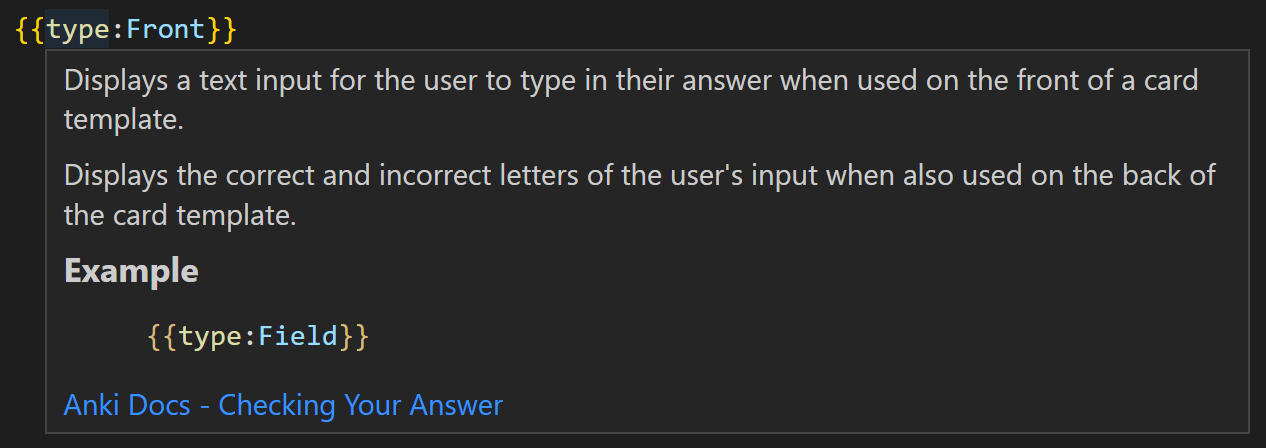 {{type:Front}}
Displays a text input for the user to type in their answer when used on the front of a card
template.
Displays the correct and incorrect letters of the user's input when also used on the back of
the card template.
Example
{{type:Field}}
Anki Docs - Checking Your Answer